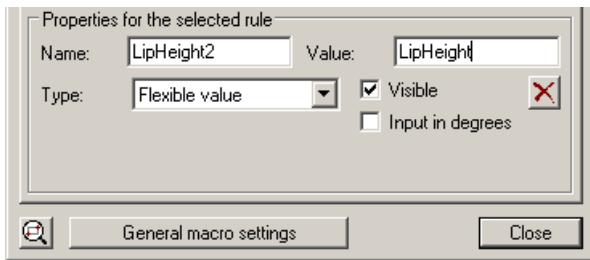 Properties for the selected rule
Name: LipHeight2 Value: LipHeight
Type: Flexible value Visible
Input in degrees
General macro settings Close